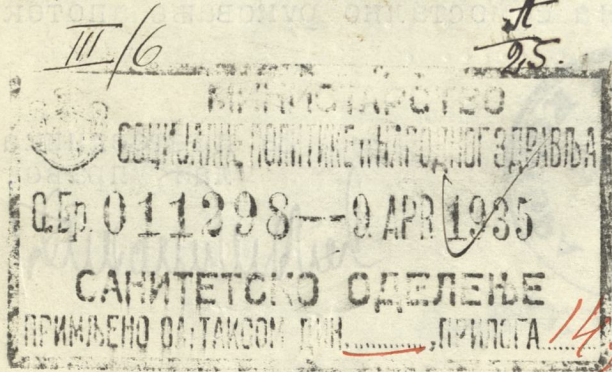 III/6
25.
МИНИСТАРСТВО
СОЦИЈАЛНЕ ПОЛИТИКЕ и НАРОДНОГ ЗДРАВЉА
О.Бр. 011298 -- 9 APR 1935
САНИТЕТСКО ОДЕЛЕЊЕ
ПРИМЉЕНО СА: ТАКСОМ ДИН. .........., ПРИЛОГА 14